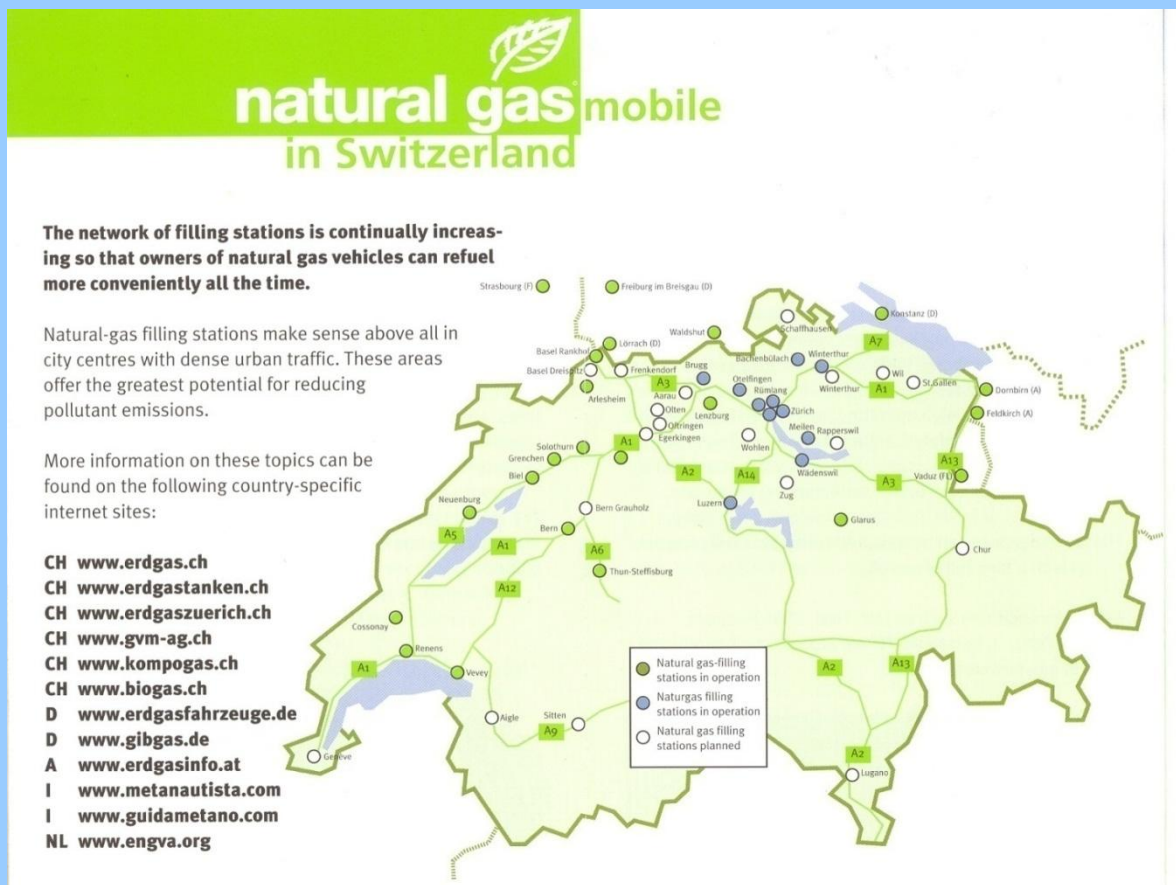 natural gas mobile
in Switzerland
The network of filling stations is continually increas-
ing so that owners of natural gas vehicles can refuel
more conveniently all the time.
Natural-gas filling stations make sense above all in
city centres with dense urban traffic. These areas
offer the greatest potential for reducing
pollutant emissions.
More information on these topics can be
found on the following country-specific
internet sites:
CH www.erdgas.ch
CH www.erdgastanken.ch
CH www.erdgaszuerich.ch
CH www.gvm-ag.ch
CH www.kompogas.ch
CH www.biogas.ch
D www.erdgasfahrzeuge.de
D www.gibgas.de
A www.erdgasinfo.at
I www.metanautista.com
I www.guidametano.com
NL www.engva.org
Strasbourg (F)
Freiburg im Breisgau (D)
Konstanz (D)
Schaffhausen
Waldshut
Lörrach (D)
A7
Basel Rankhof
Bachenbülach
Winterthur
Basel Dreispitz
Frenkendorf
Brugg
Wil
St.Gallen
A3
Otelfingen
Winterthur
A1
Dornbirn (A)
Arlesheim
Aarau
Rümlang
Olten
Lenzburg
Zürich
Feldkirch (A)
Oftringen
Meilen
Rapperswil
Egerkingen
Wohlen
Solothurn
A1
Grenchen
A13
Wädenswil
Biel
A2
A14
A3
Vaduz (FL)
Zug
Neuenburg
Luzern
Bern Grauholz
Glarus
Bern
A5
A1
A6
Chur
Thun-Steffisburg
A12
Cossonay
Renens
A1
Vevey
A2
A13
Natural gas-filling
stations in operation
Naturgas filling
stations in operation
Natural gas filling
stations planned
Aigle
Sitten
A9
Genève
A2
Lugano